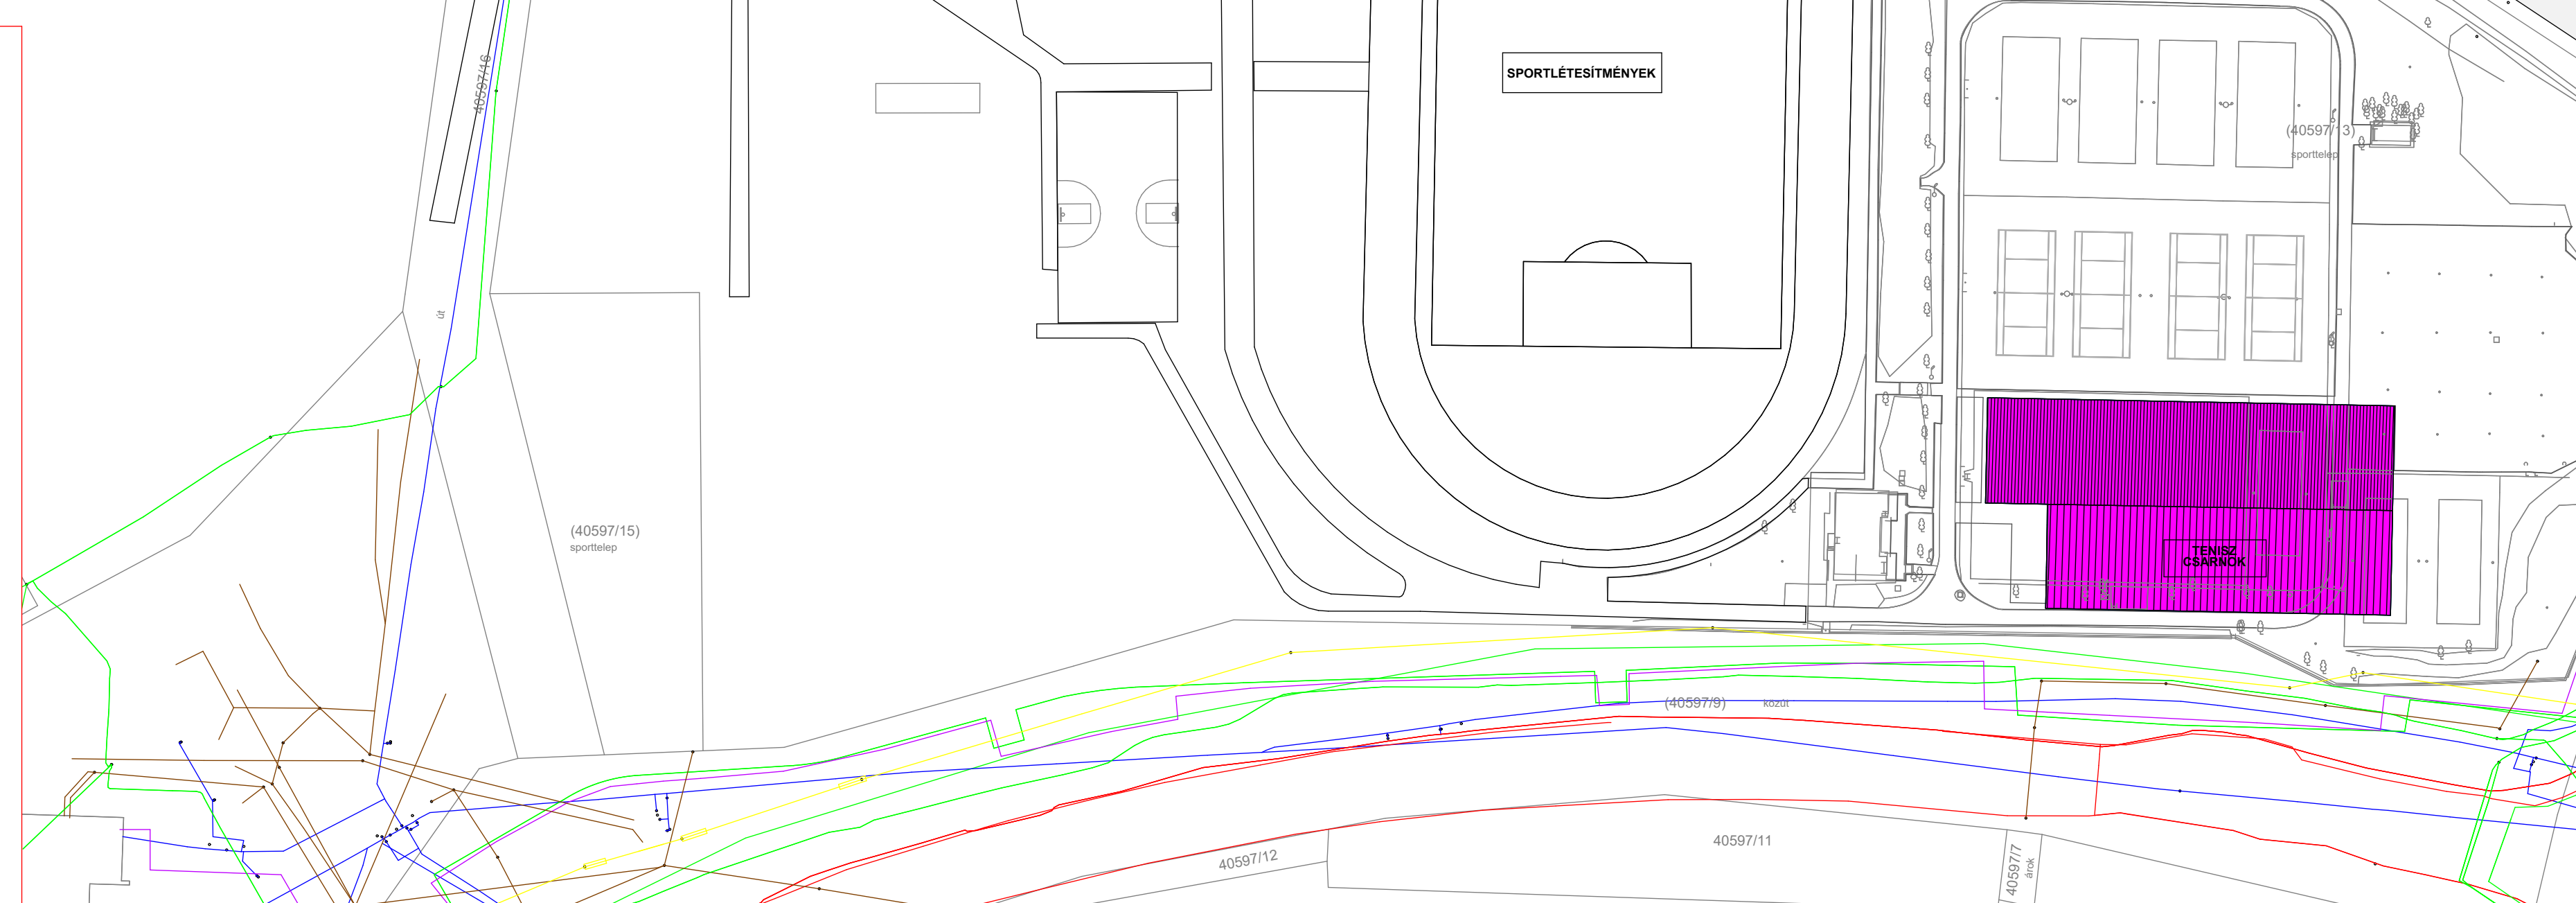 40597/16
SPORTLÉTESÍTMÉNYEK
(40597/13)
sporttelep
út
(40597/15)
sporttelep
TENISZ
CSARNOK
(40597/9)
közút
40597/11
40597/12
40597/7
árok